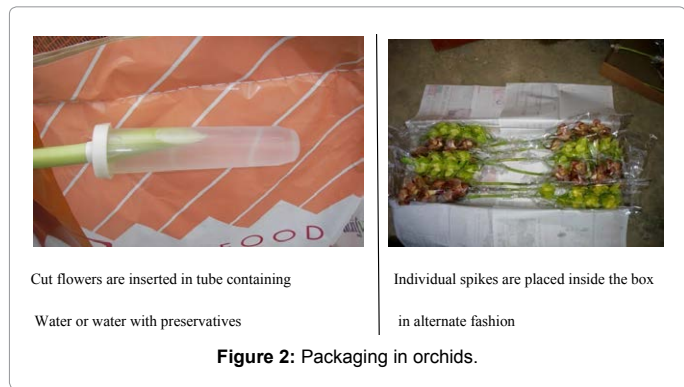 FOOD
Cut flowers are inserted in tube containing
Water or water with preservatives
Individual spikes are placed inside the box
in alternate fashion
Figure 2: Packaging in orchids.